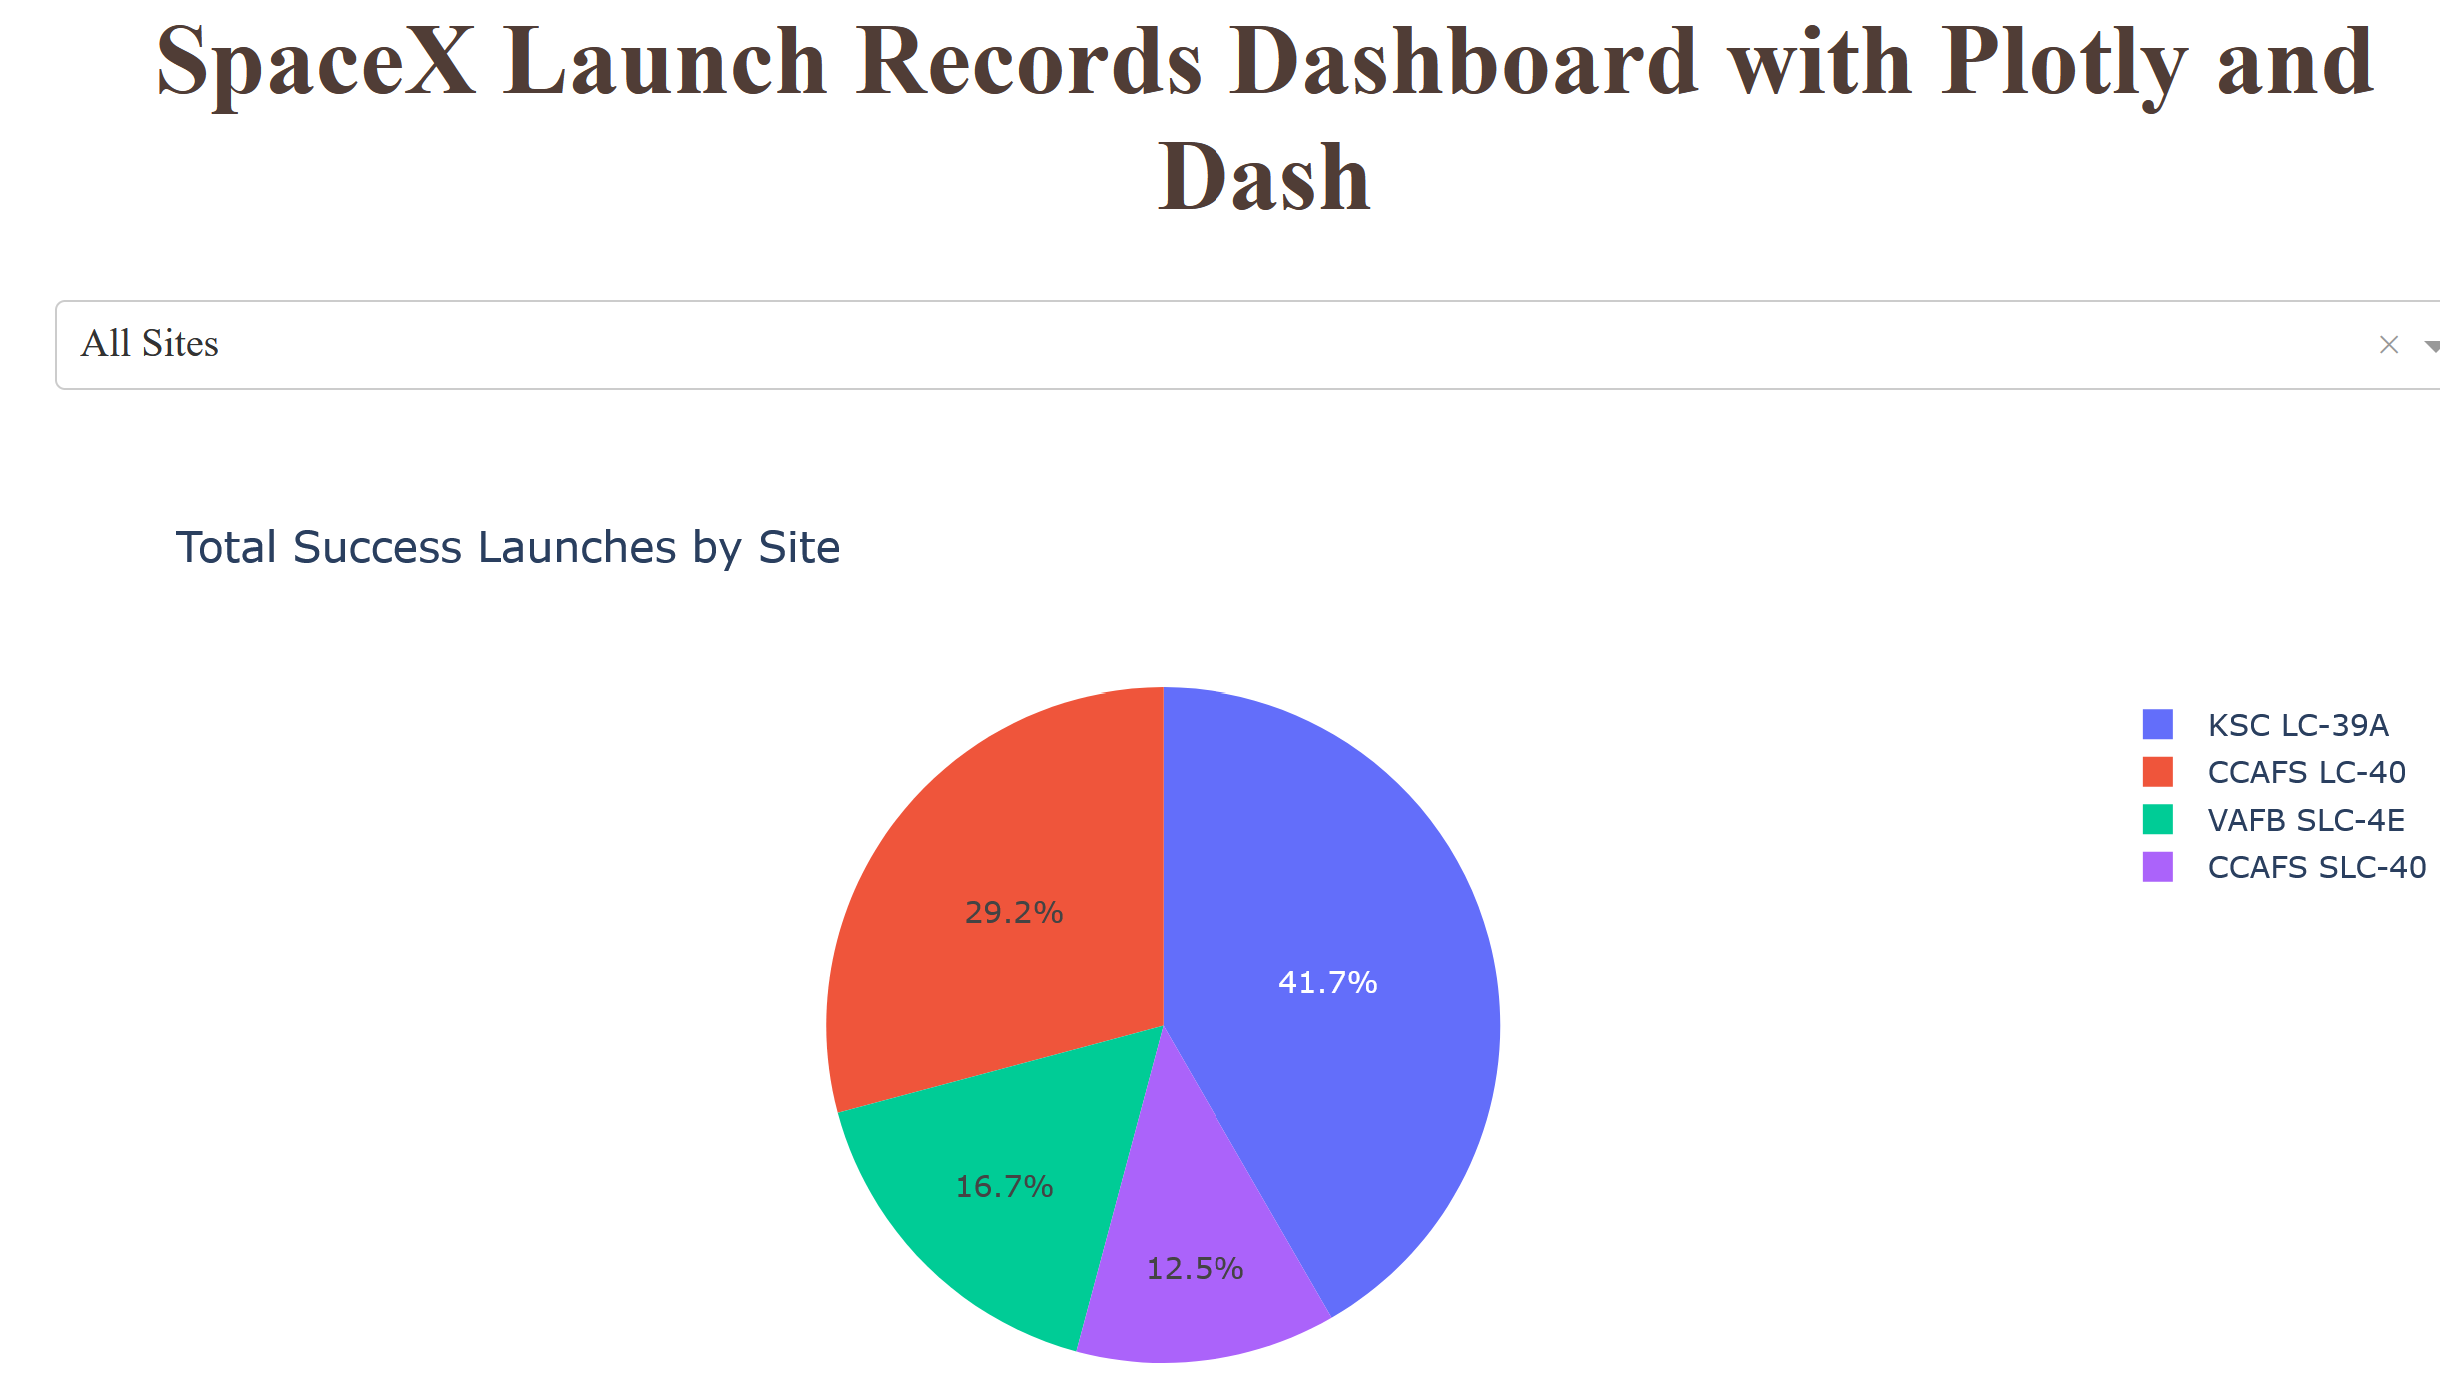 SpaceX Launch Records Dashboard with Plotly and
Dash
All Sites
Total Success Launches by Site
KSC LC-39A
CCAFS LC-40
VAFB SLC-4E
CCAFS SLC-40
29.2%
41.7%
16.7%
12.5%